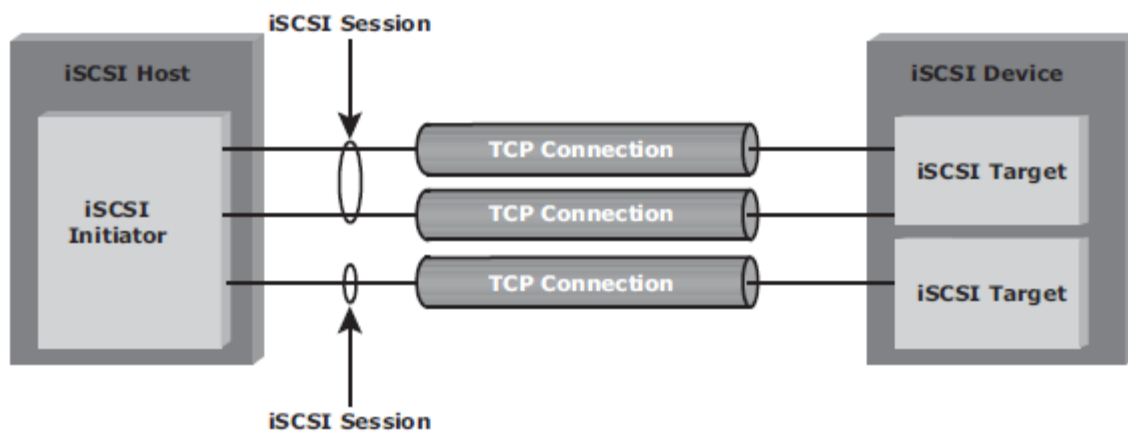 iSCSI Session
iSCSI Host
iSCSI Device
TCP Connection
iSCSI Target
iSCSI
Initiator
TCP Connection
TCP Connection
iSCSI Target
iSCSI Session